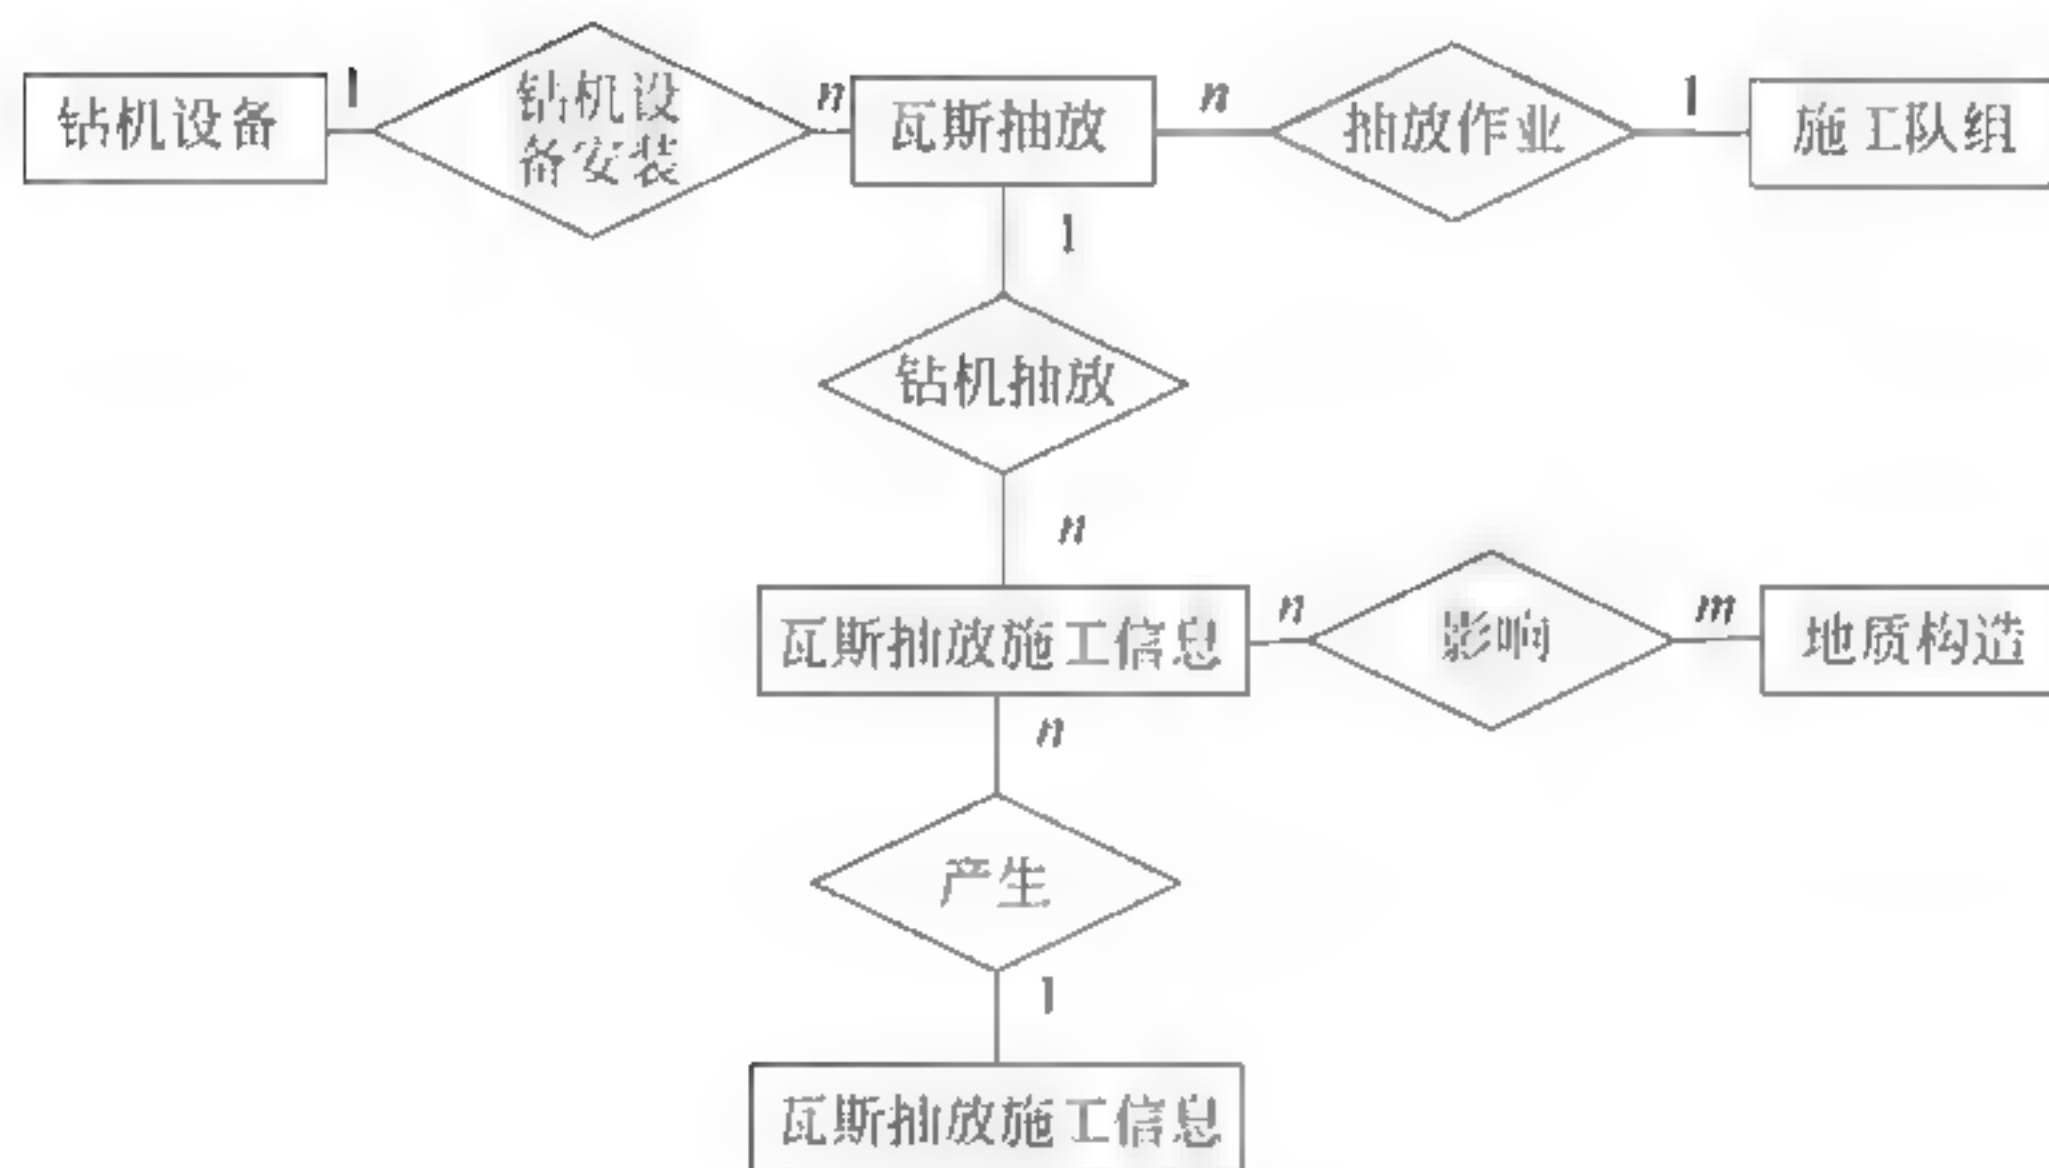 钻机设备
1
钻机设
备安装
n
瓦斯抽放
n
抽放作业
1
施工队组
1
钻机抽放
n
瓦斯抽放施工信息
n
影响
m
地质构造
n
产生
1
瓦斯抽放施工信息